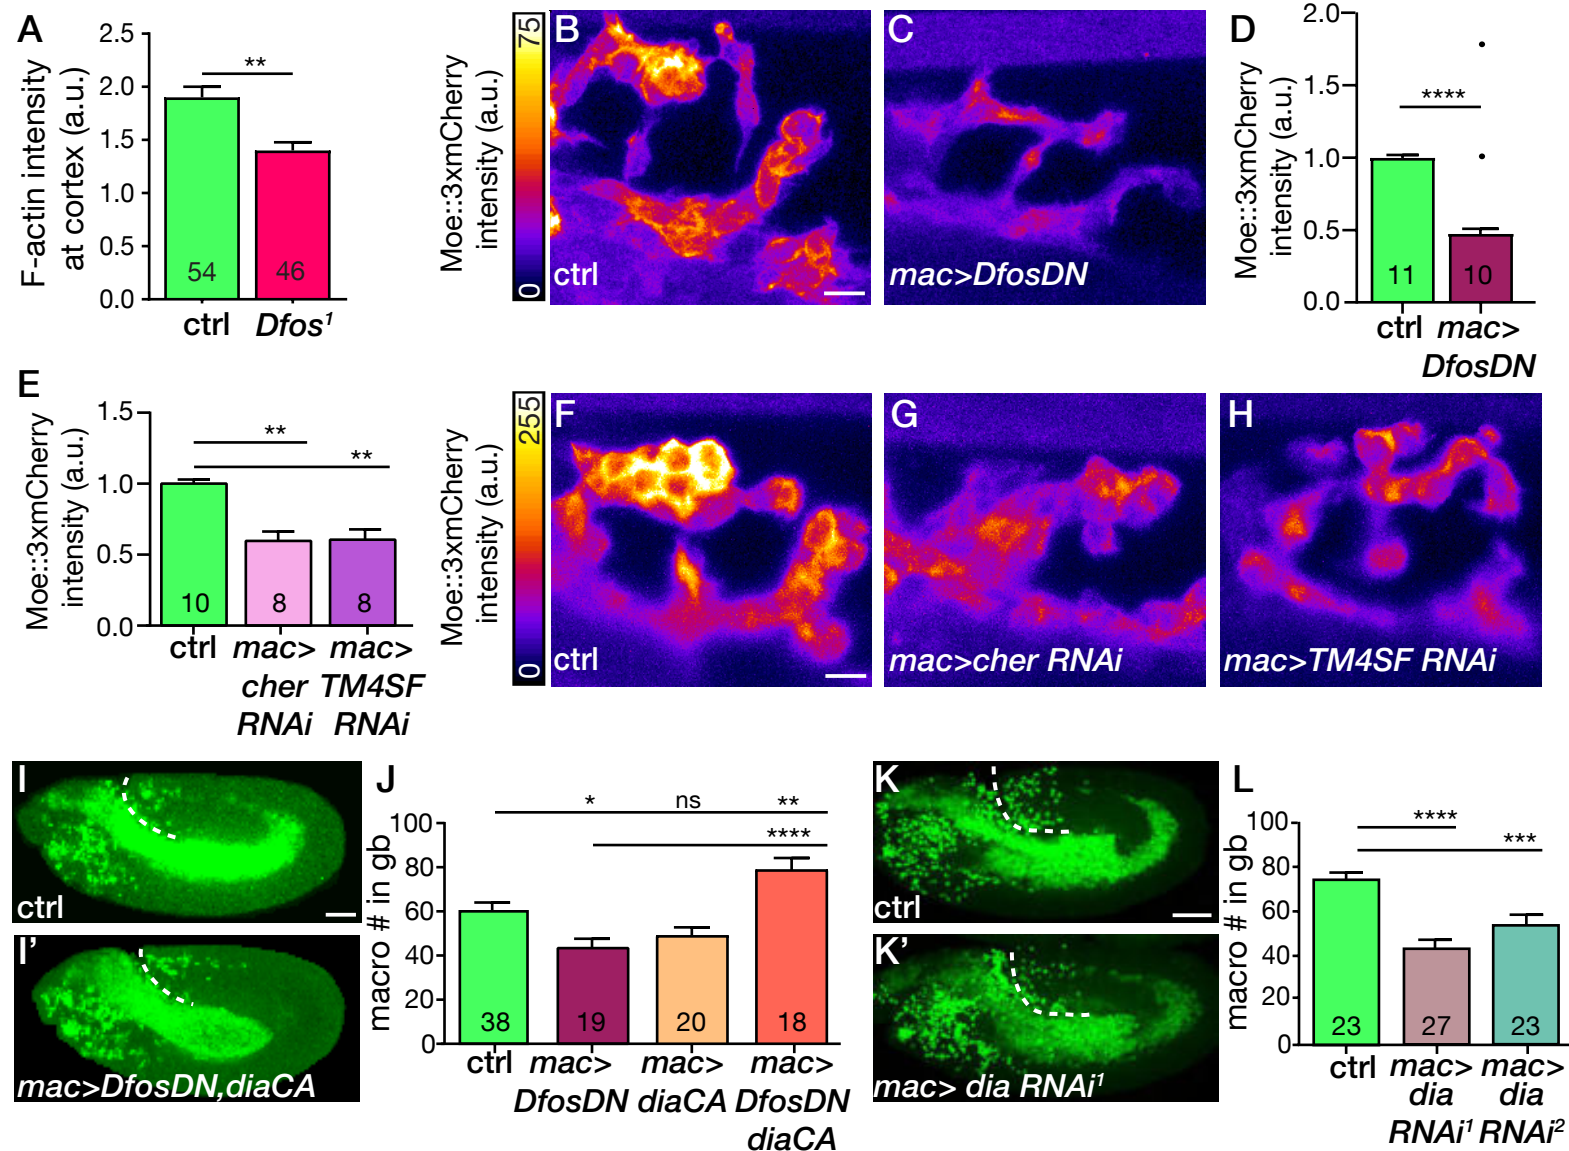 A
F-actin intensity
at cortex (a.u.)
2.5
2.0
1.5
1.0
0.5
0.0
**
54
46
ctrl
Dfos¹
Moe::3xmCherry
intensity (a.u.)
75
0
B
ctrl
C
mac>DfosDN
D
Moe::3xmCherry
intensity (a.u.)
2.0
1.5
1.0
0.5
0.0
****
11
10
ctrl
mac>
DfosDN
E
Moe::3xmCherry
intensity (a.u.)
1.5
1.0
0.5
0.0
**
**
10
8
8
ctrl
mac>
cher
RNAi
mac>
TM4SF
RNAi
Moe::3xmCherry
intensity (a.u.)
255
0
F
ctrl
G
mac>cher RNAi
H
mac>TM4SF RNAi
I
ctrl
I’
mac>DfosDN,diaCA
J
macro # in gb
100
80
60
40
20
0
* ns **
****
38
19
20
18
ctrl
mac>
DfosDN
mac>
diaCA
mac>
DfosDN
diaCA
K
ctrl
K’
mac> dia RNAi¹
L
macro # in gb
100
80
60
40
20
0
****
***
23
27
23
ctrl
mac>
dia
RNAi¹
mac>
dia
RNAi²